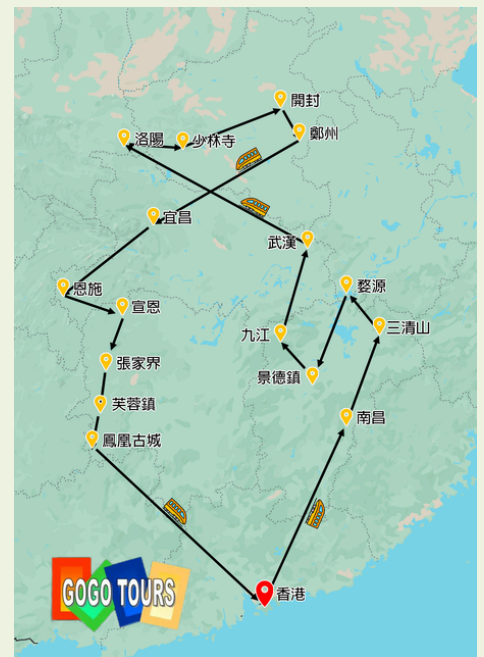 開封
鄭州
洛陽
少林寺
宜昌
武漢
恩施
婺源
宣恩
三清山
九江
張家界
景德鎮
芙蓉鎮
南昌
鳳凰古城
GOGO TOURS
香港